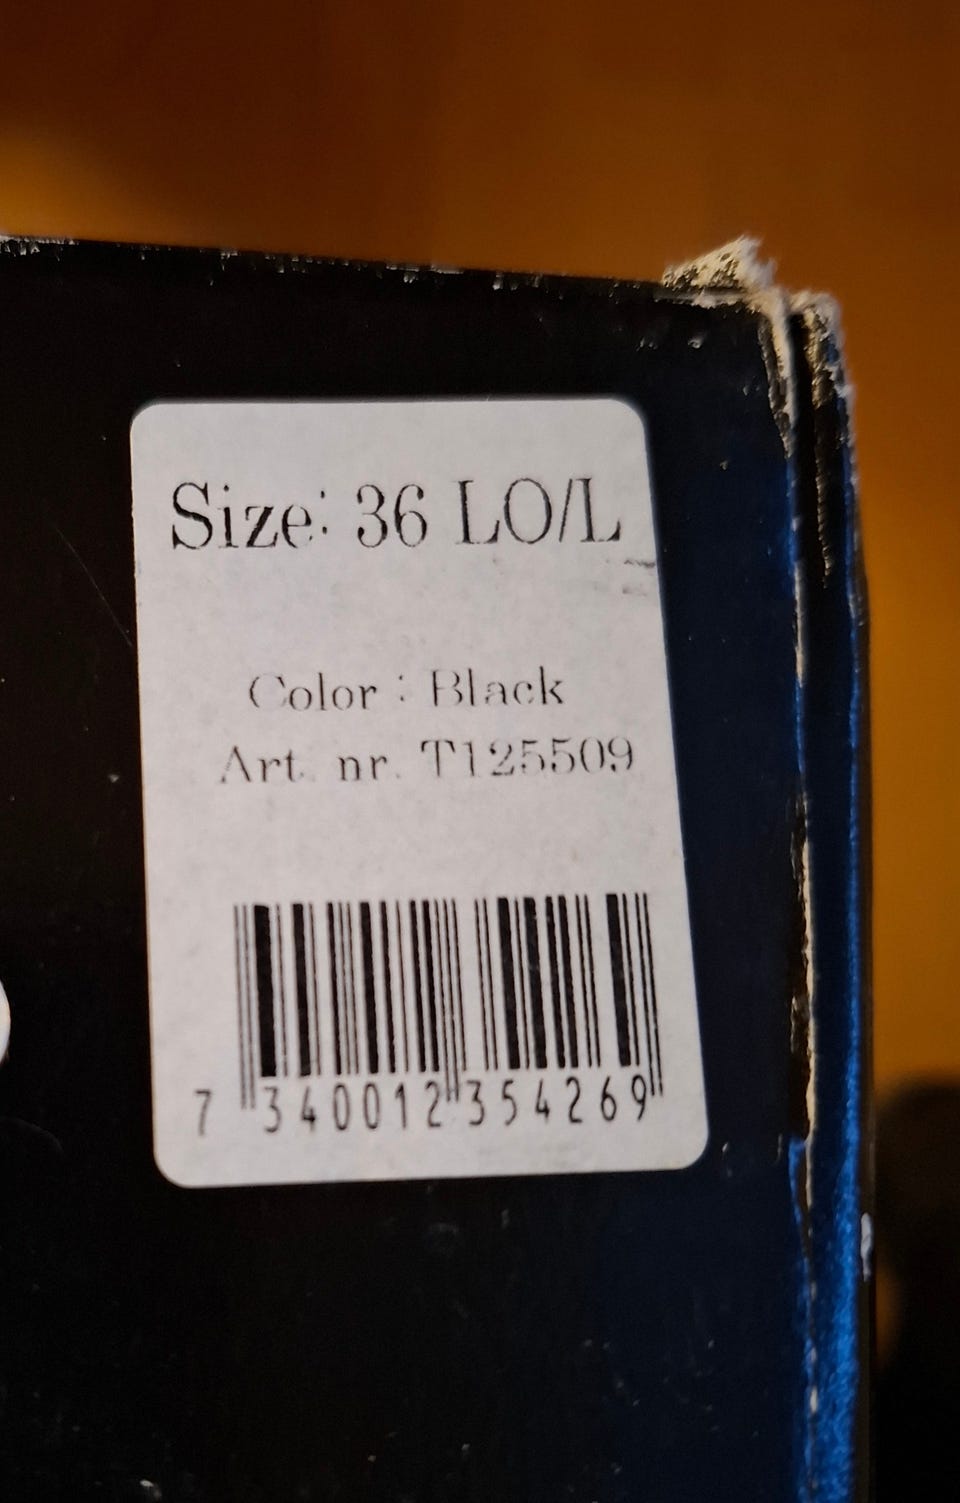 Size: 36 LO/L
Color : Black
Art. nr. T125509
7 340012 354269